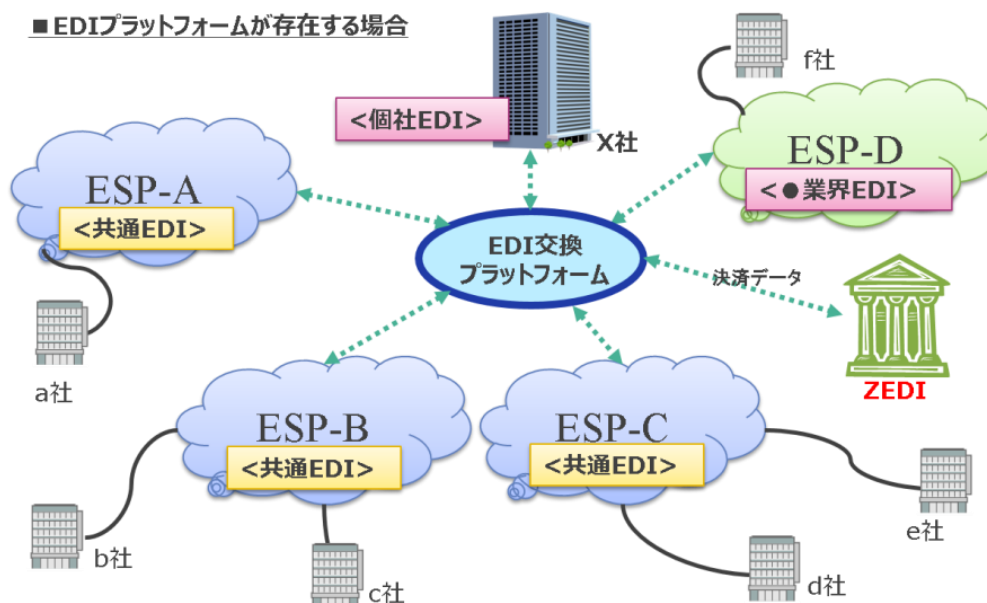 ■EDIプラットフォームが存在する場合
<個社EDI>
X社
f社
ESP-A
<共通EDI>
ESP-D
<●業界EDI>
EDI交換
プラットフォーム
決済データ
ZEDI
a社
ESP-B
<共通EDI>
ESP-C
<共通EDI>
b社
c社
d社
e社